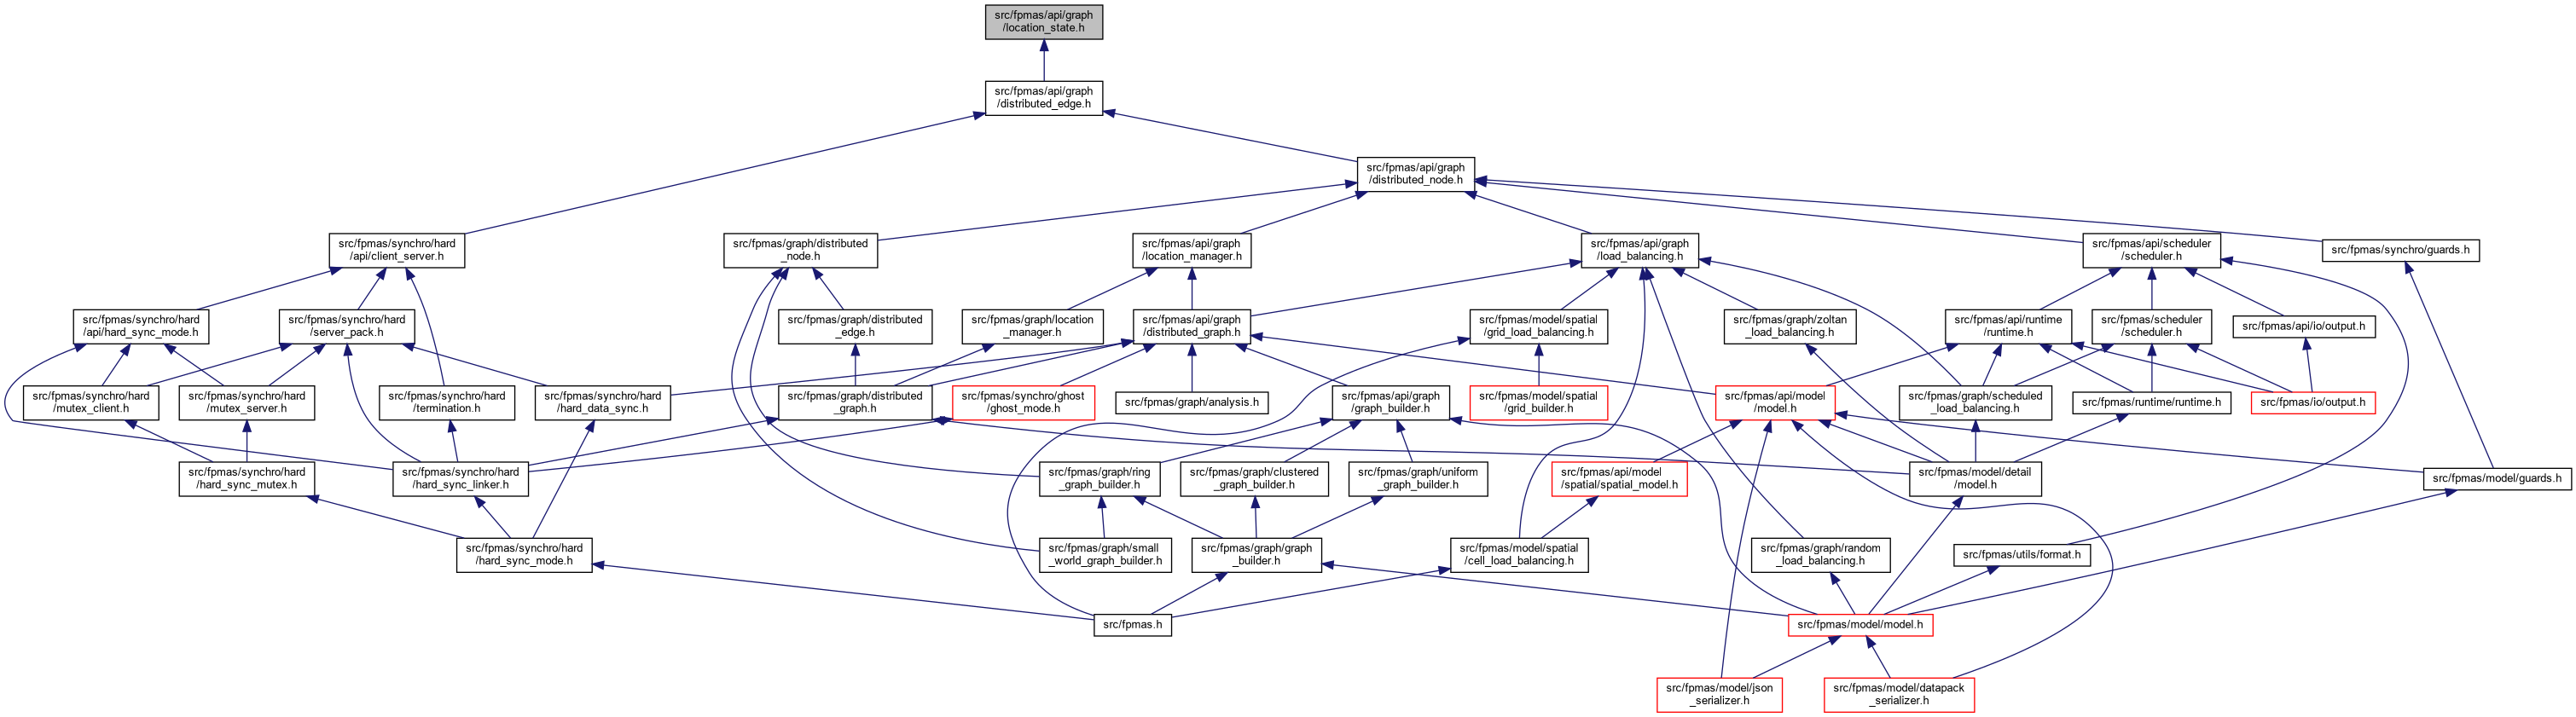 src/fpmas/api/graph
/location_state.h
src/fpmas/api/graph
/distributed_edge.h
src/fpmas/api/graph
/distributed_node.h
src/fpmas/synchro/hard
/api/client_server.h
src/fpmas/graph/distributed
_node.h
src/fpmas/api/graph
/location_manager.h
src/fpmas/api/graph
/load_balancing.h
src/fpmas/api/scheduler
/scheduler.h
src/fpmas/synchro/guards.h
src/fpmas/synchro/hard
/api/hard_sync_mode.h
src/fpmas/synchro/hard
/server_pack.h
src/fpmas/graph/distributed
_edge.h
src/fpmas/graph/location
_manager.h
src/fpmas/api/graph
/distributed_graph.h
src/fpmas/model/spatial
/grid_load_balancing.h
src/fpmas/graph/zoltan
_load_balancing.h
src/fpmas/api/runtime
/runtime.h
src/fpmas/scheduler
/scheduler.h
src/fpmas/api/io/output.h
src/fpmas/synchro/hard
/mutex_client.h
src/fpmas/synchro/hard
/mutex_server.h
src/fpmas/synchro/hard
/termination.h
src/fpmas/synchro/hard
/hard_data_sync.h
src/fpmas/graph/distributed
_graph.h
src/fpmas/synchro/ghost
/ghost_mode.h
src/fpmas/graph/analysis.h
src/fpmas/api/graph
/graph_builder.h
src/fpmas/model/spatial
/grid_builder.h
src/fpmas/api/model
/model.h
src/fpmas/graph/scheduled
_load_balancing.h
src/fpmas/runtime/runtime.h
src/fpmas/io/output.h
src/fpmas/synchro/hard
/hard_sync_mutex.h
src/fpmas/synchro/hard
/hard_sync_linker.h
src/fpmas/graph/ring
_graph_builder.h
src/fpmas/graph/clustered
_graph_builder.h
src/fpmas/graph/uniform
_graph_builder.h
src/fpmas/api/model
/spatial/spatial_model.h
src/fpmas/model/detail
/model.h
src/fpmas/model/guards.h
src/fpmas/synchro/hard
/hard_sync_mode.h
src/fpmas/graph/small
_world_graph_builder.h
src/fpmas/graph/graph
_builder.h
src/fpmas/model/spatial
/cell_load_balancing.h
src/fpmas/graph/random
_load_balancing.h
src/fpmas/utils/format.h
src/fpmas.h
src/fpmas/model/model.h
src/fpmas/model/json
_serializer.h
src/fpmas/model/datapack
_serializer.h